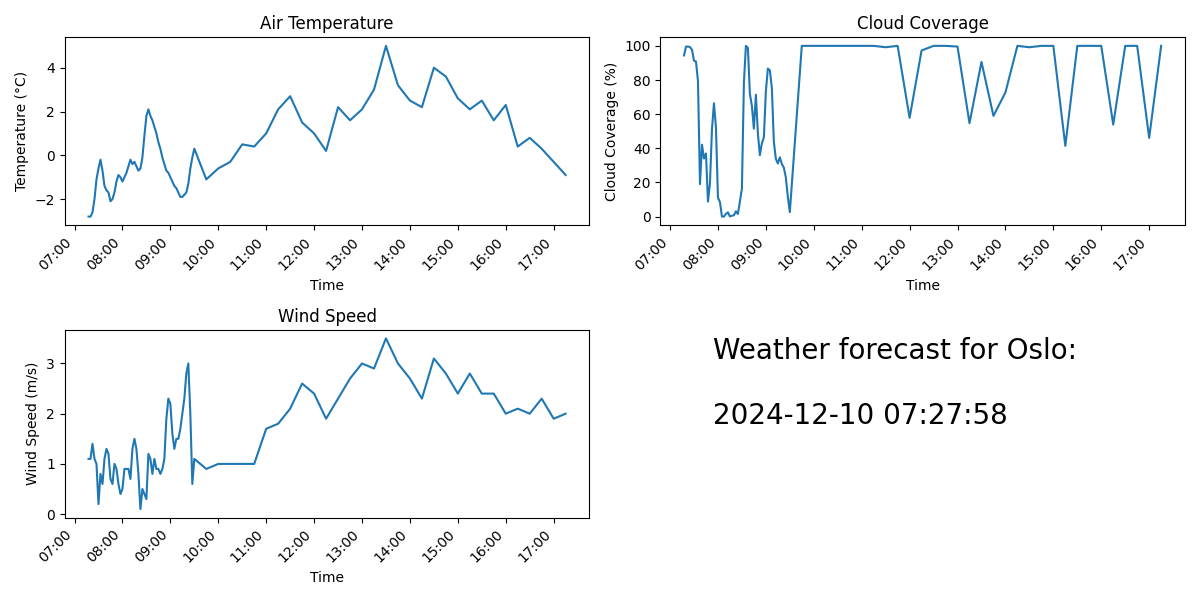 Air Temperature
Temperature (°C)
4
2
0
−2
07:00 08:00 09:00 10:00 11:00 12:00 13:00 14:00 15:00 16:00 17:00
Time
Cloud Coverage
Cloud Coverage (%)
100
80
60
40
20
0
07:00 08:00 09:00 10:00 11:00 12:00 13:00 14:00 15:00 16:00 17:00
Time
Wind Speed
Wind Speed (m/s)
3
2
1
0
07:00 08:00 09:00 10:00 11:00 12:00 13:00 14:00 15:00 16:00 17:00
Time
Weather forecast for Oslo:
2024-12-10 07:27:58